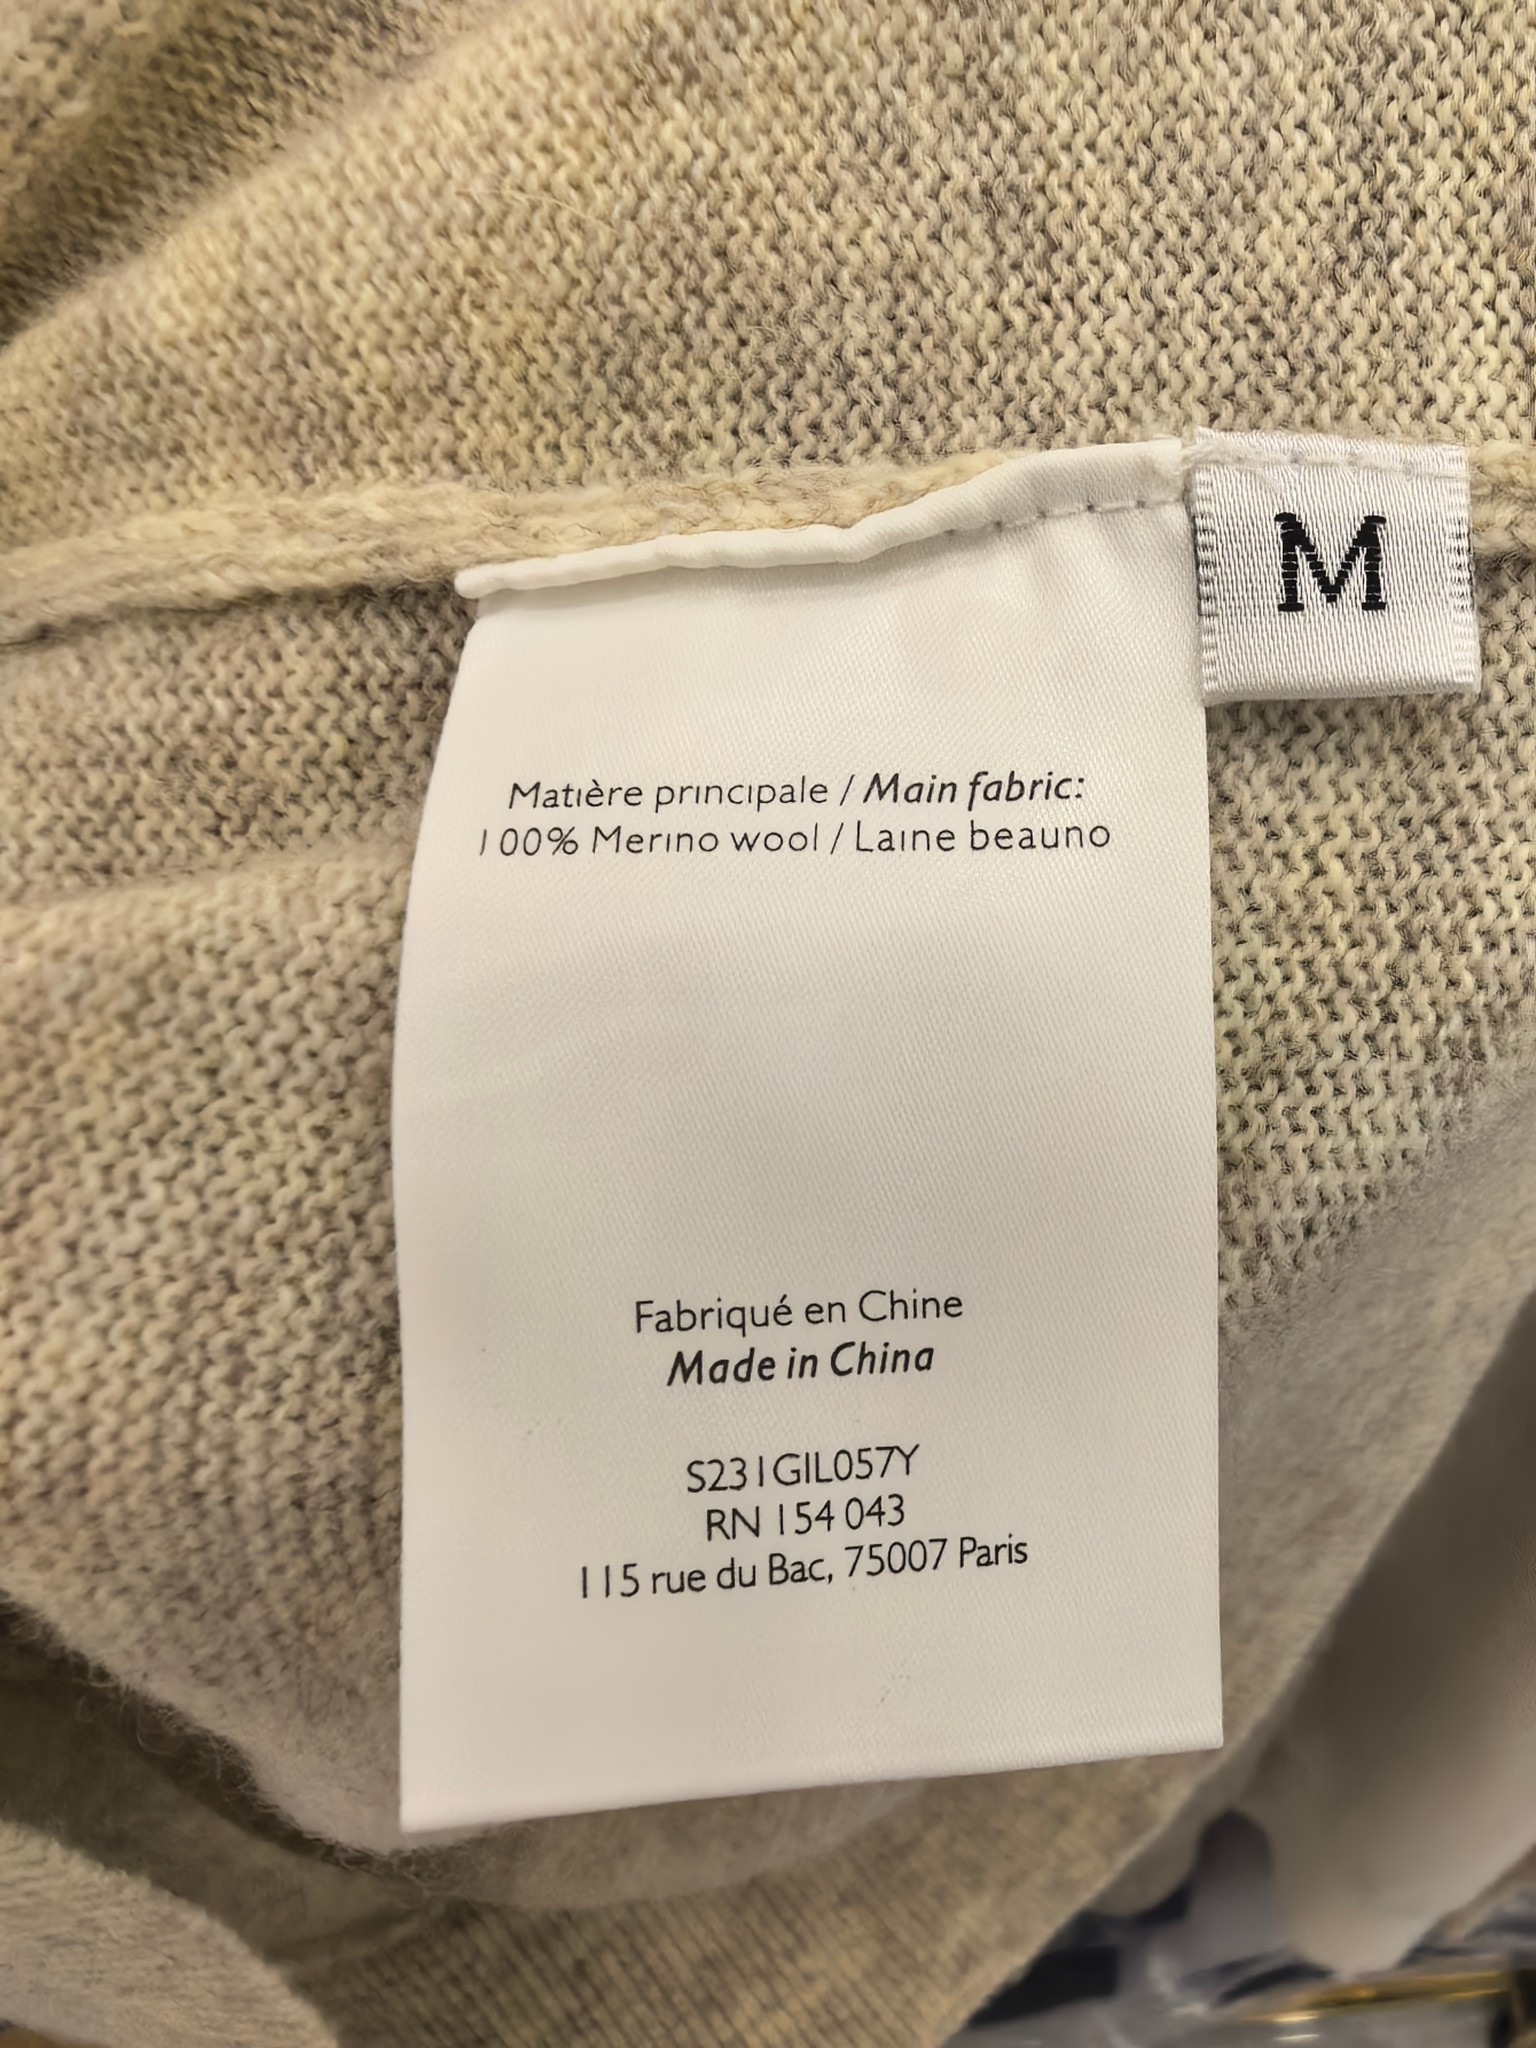 M
Matière principale / Main fabric:
100% Merino wool / Laine beauno
Fabriqué en Chine
Made in China
S231GIL057Y
RN 154 043
115 rue du Bac, 75007 Paris